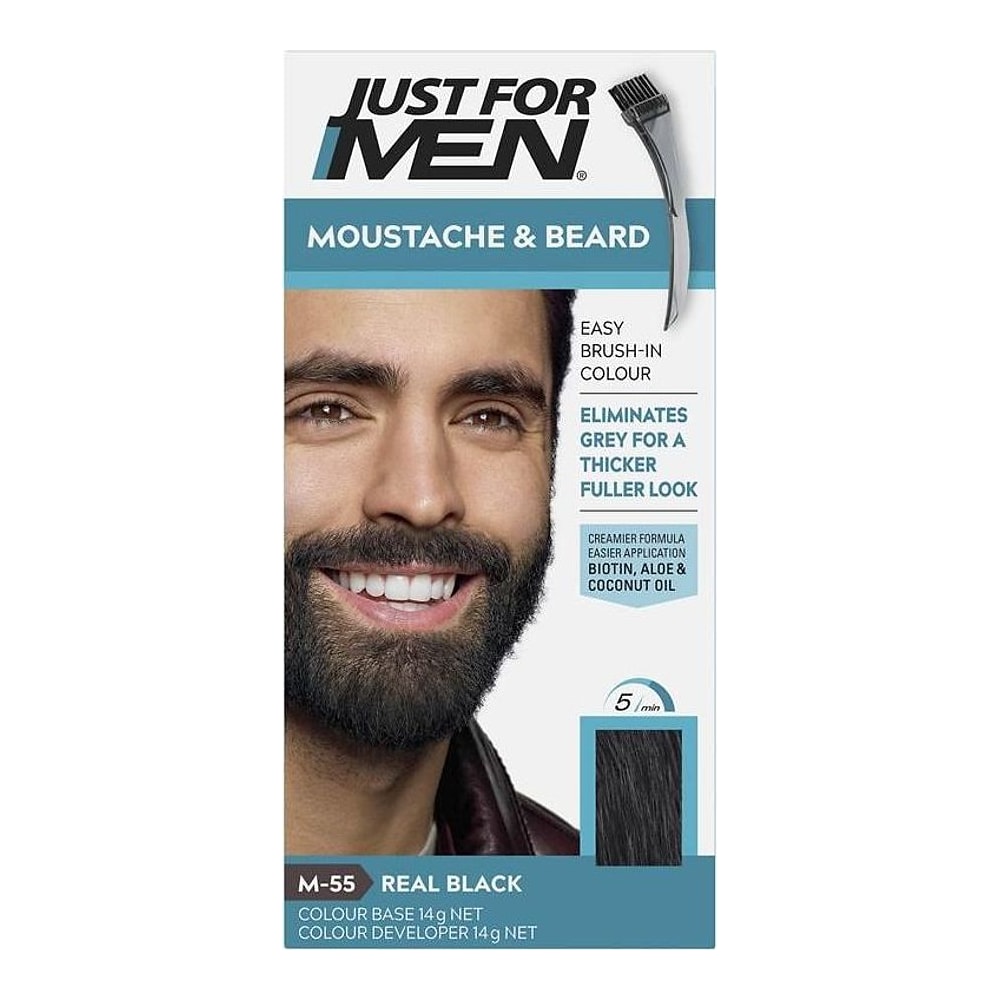 JUST FOR
MEN®
MOUSTACHE & BEARD
EASY
BRUSH-IN
COLOUR
ELIMINATES
GREY FOR A
THICKER
FULLER LOOK
CREAMIER FORMULA
EASIER APPLICATION
BIOTIN, ALOE &
COCONUT OIL
5 / min
M-55 REAL BLACK
COLOUR BASE 14g NET
COLOUR DEVELOPER 14g NET